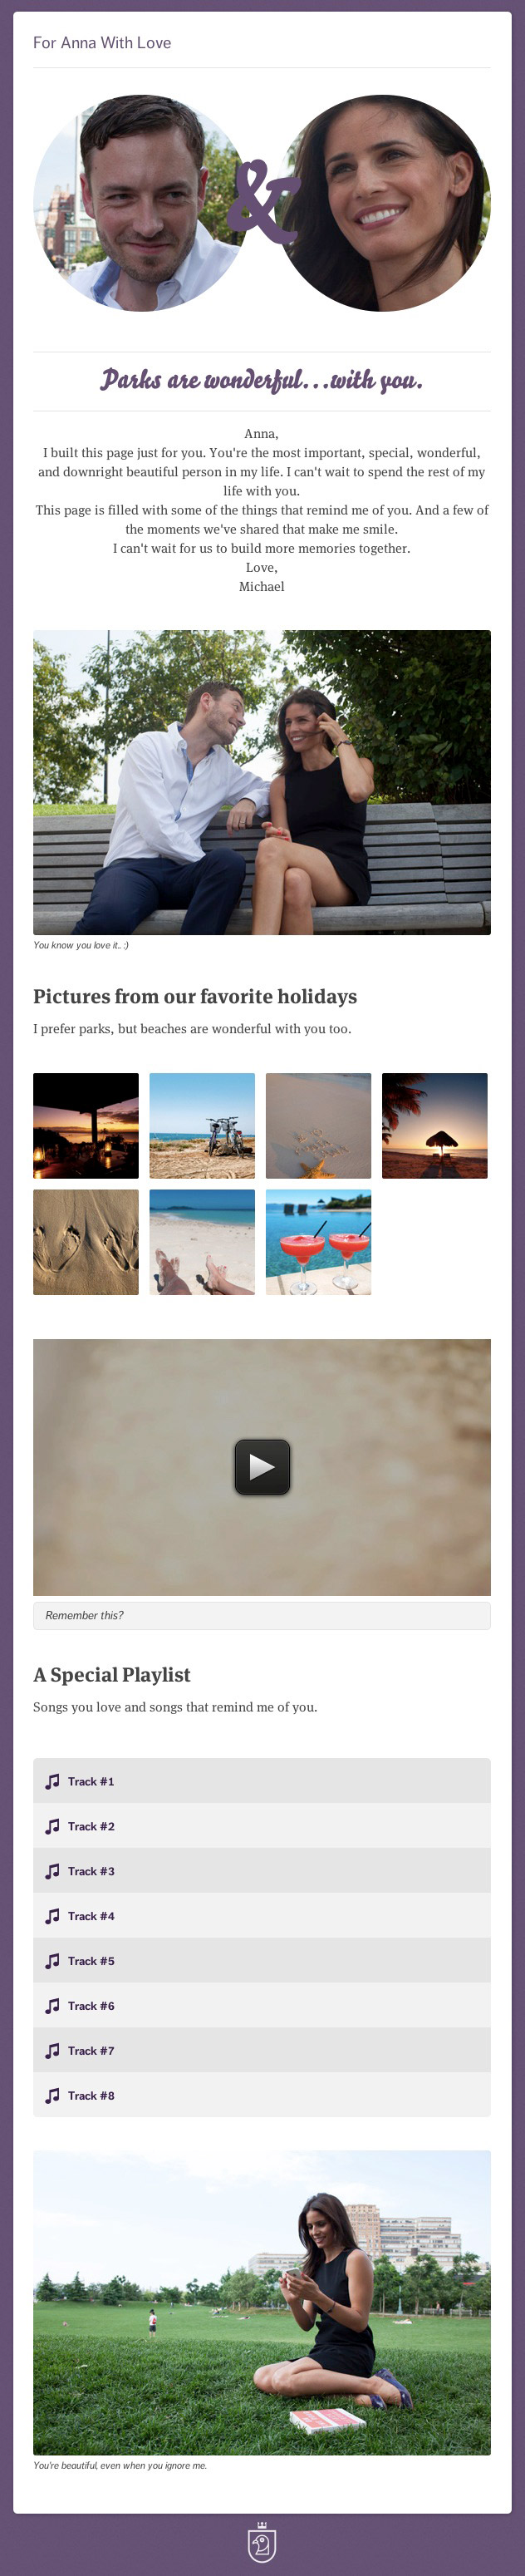 For Anna With Love
&
Parks are wonderful...with you.
Anna,
I built this page just for you. You're the most important, special, wonderful,
and downright beautiful person in my life. I can't wait to spend the rest of my
life with you.
This page is filled with some of the things that remind me of you. And a few of
the moments we've shared that make me smile.
I can't wait for us to build more memories together.
Love,
Michael
You know you love it.. :)
Pictures from our favorite holidays
I prefer parks, but beaches are wonderful with you too.
Remember this?
A Special Playlist
Songs you love and songs that remind me of you.
Track #1
Track #2
Track #3
Track #4
Track #5
Track #6
Track #7
Track #8
You're beautiful, even when you ignore me.